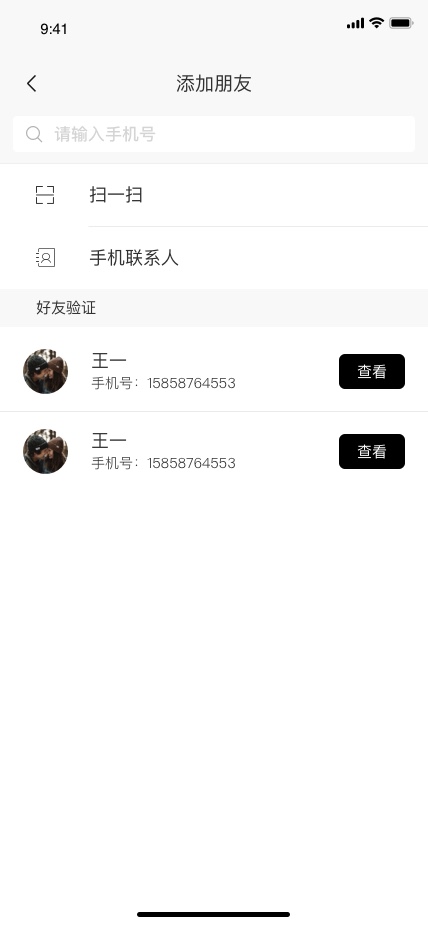 9:41
添加朋友
请输入手机号
扫一扫
手机联系人
好友验证
王一
手机号：15858764553
查看
王一
手机号：15858764553
查看